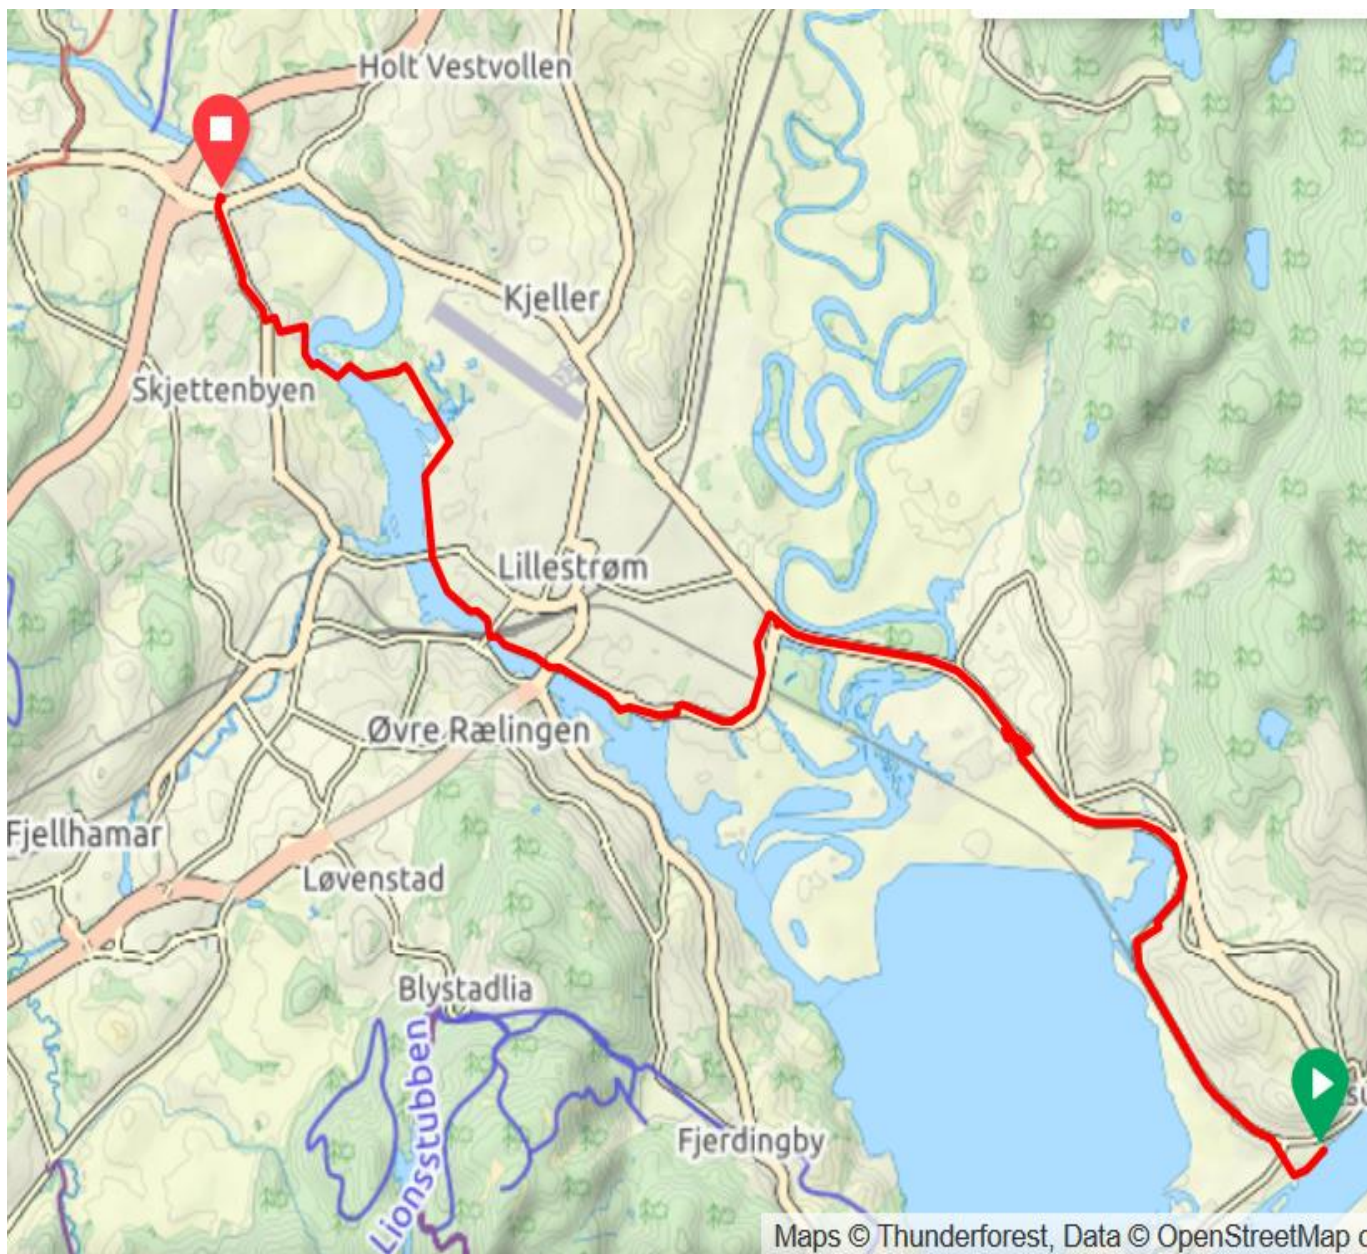 Holt Vestvollen
Kjeller
Skjettenbyen
Lillestrøm
Øvre Rælingen
Fjellhamar
Løvenstad
Blystadlia
Lionsstubben
Fjerdingby
Maps © Thunderforest, Data © OpenStreetMap c